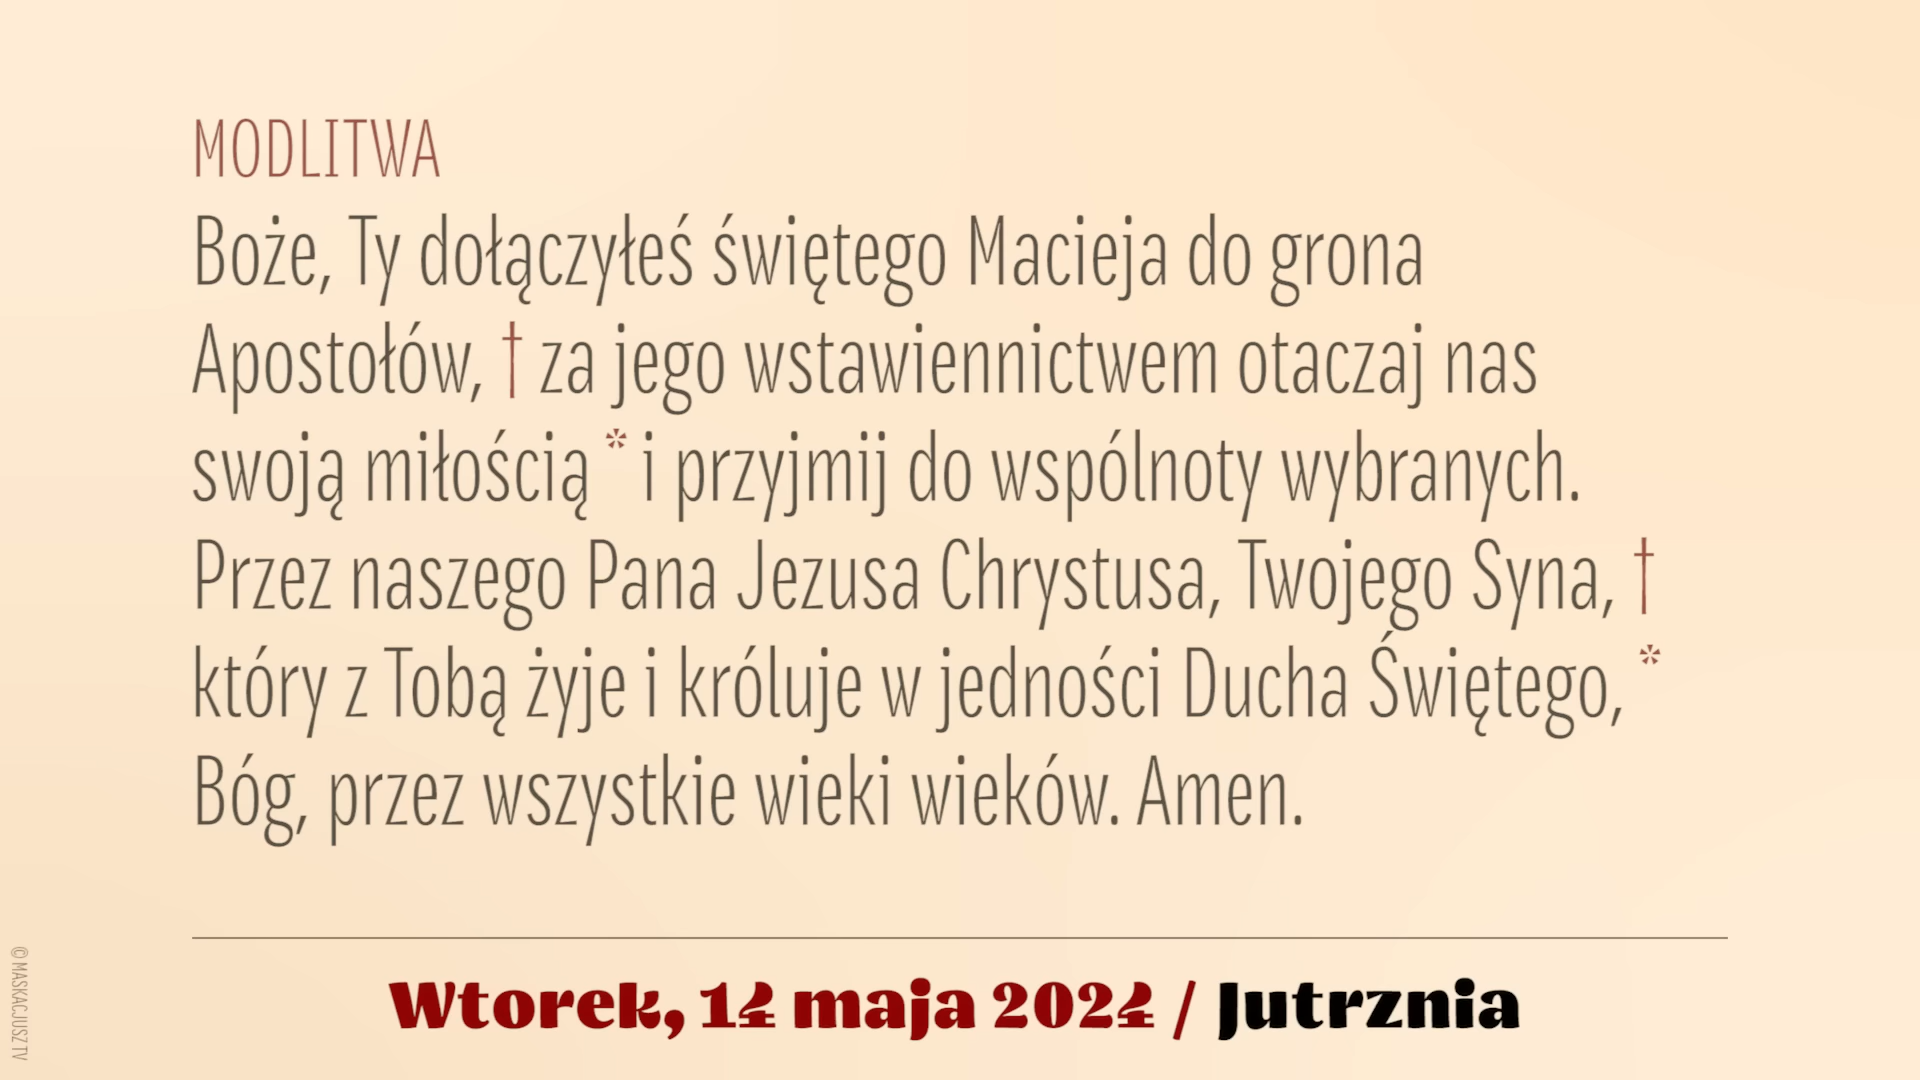 MODLITWA
Boże, Ty dołączyłeś świętego Macieja do grona
Apostołów, † za jego wstawiennictwem otaczaj nas
swoją miłością * i przyjmij do wspólnoty wybranych.
Przez naszego Pana Jezusa Chrystusa, Twojego Syna, †
który z Tobą żyje i króluje w jedności Ducha Świętego, *
Bóg, przez wszystkie wieki wieków. Amen.
Wtorek, 14 maja 2024 / Jutrznia
© MASKACJUSZ TV